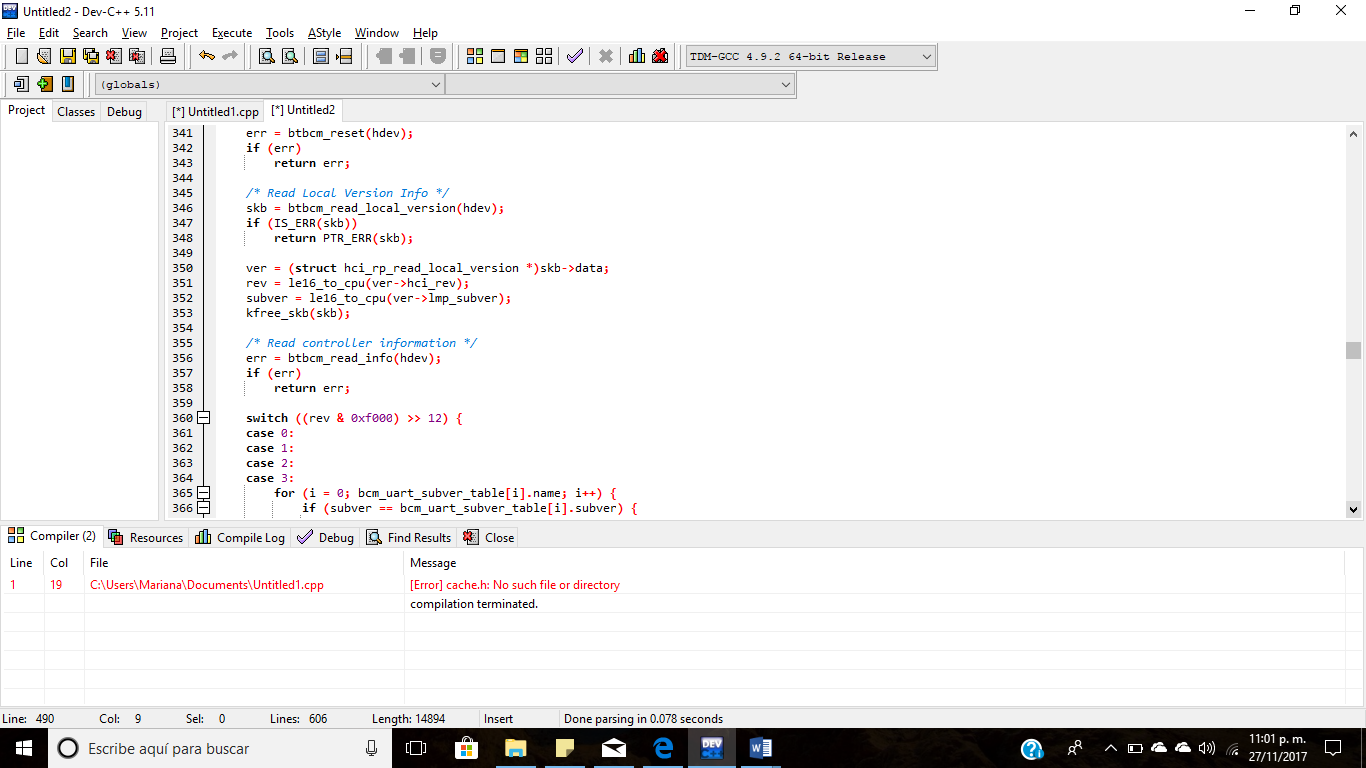 Untitled2 - Dev-C++ 5.11
File Edit Search View Project Execute Tools AStyle Window Help
TDM-GCC 4.9.2 64-bit Release
(globals)
Project Classes Debug
[*] Untitled1.cpp [*] Untitled2
341 err = btbcm_reset(hdev);
342 if (err)
343 return err;
344
345 /* Read Local Version Info */
346 skb = btbcm_read_local_version(hdev);
347 if (IS_ERR(skb))
348 return PTR_ERR(skb);
349
350 ver = (struct hci_rp_read_local_version *)skb->data;
351 rev = le16_to_cpu(ver->hci_rev);
352 subver = le16_to_cpu(ver->lmp_subver);
353 kfree_skb(skb);
354
355 /* Read controller information */
356 err = btbcm_read_info(hdev);
357 if (err)
358 return err;
359
360 switch ((rev & 0xf000) >> 12) {
361 case 0:
362 case 1:
363 case 2:
364 case 3:
365 for (i = 0; bcm_uart_subver_table[i].name; i++) {
366 if (subver == bcm_uart_subver_table[i].subver) {
Compiler (2) Resources Compile Log Debug Find Results Close
Line Col File Message
1 19 C:\Users\Mariana\Documents\Untitled1.cpp [Error] cache.h: No such file or directory
compilation terminated.
Line: 490 Col: 9 Sel: 0 Lines: 606 Length: 14894 Insert Done parsing in 0.078 seconds
Escribe aquí para buscar
11:01 p. m.
27/11/2017